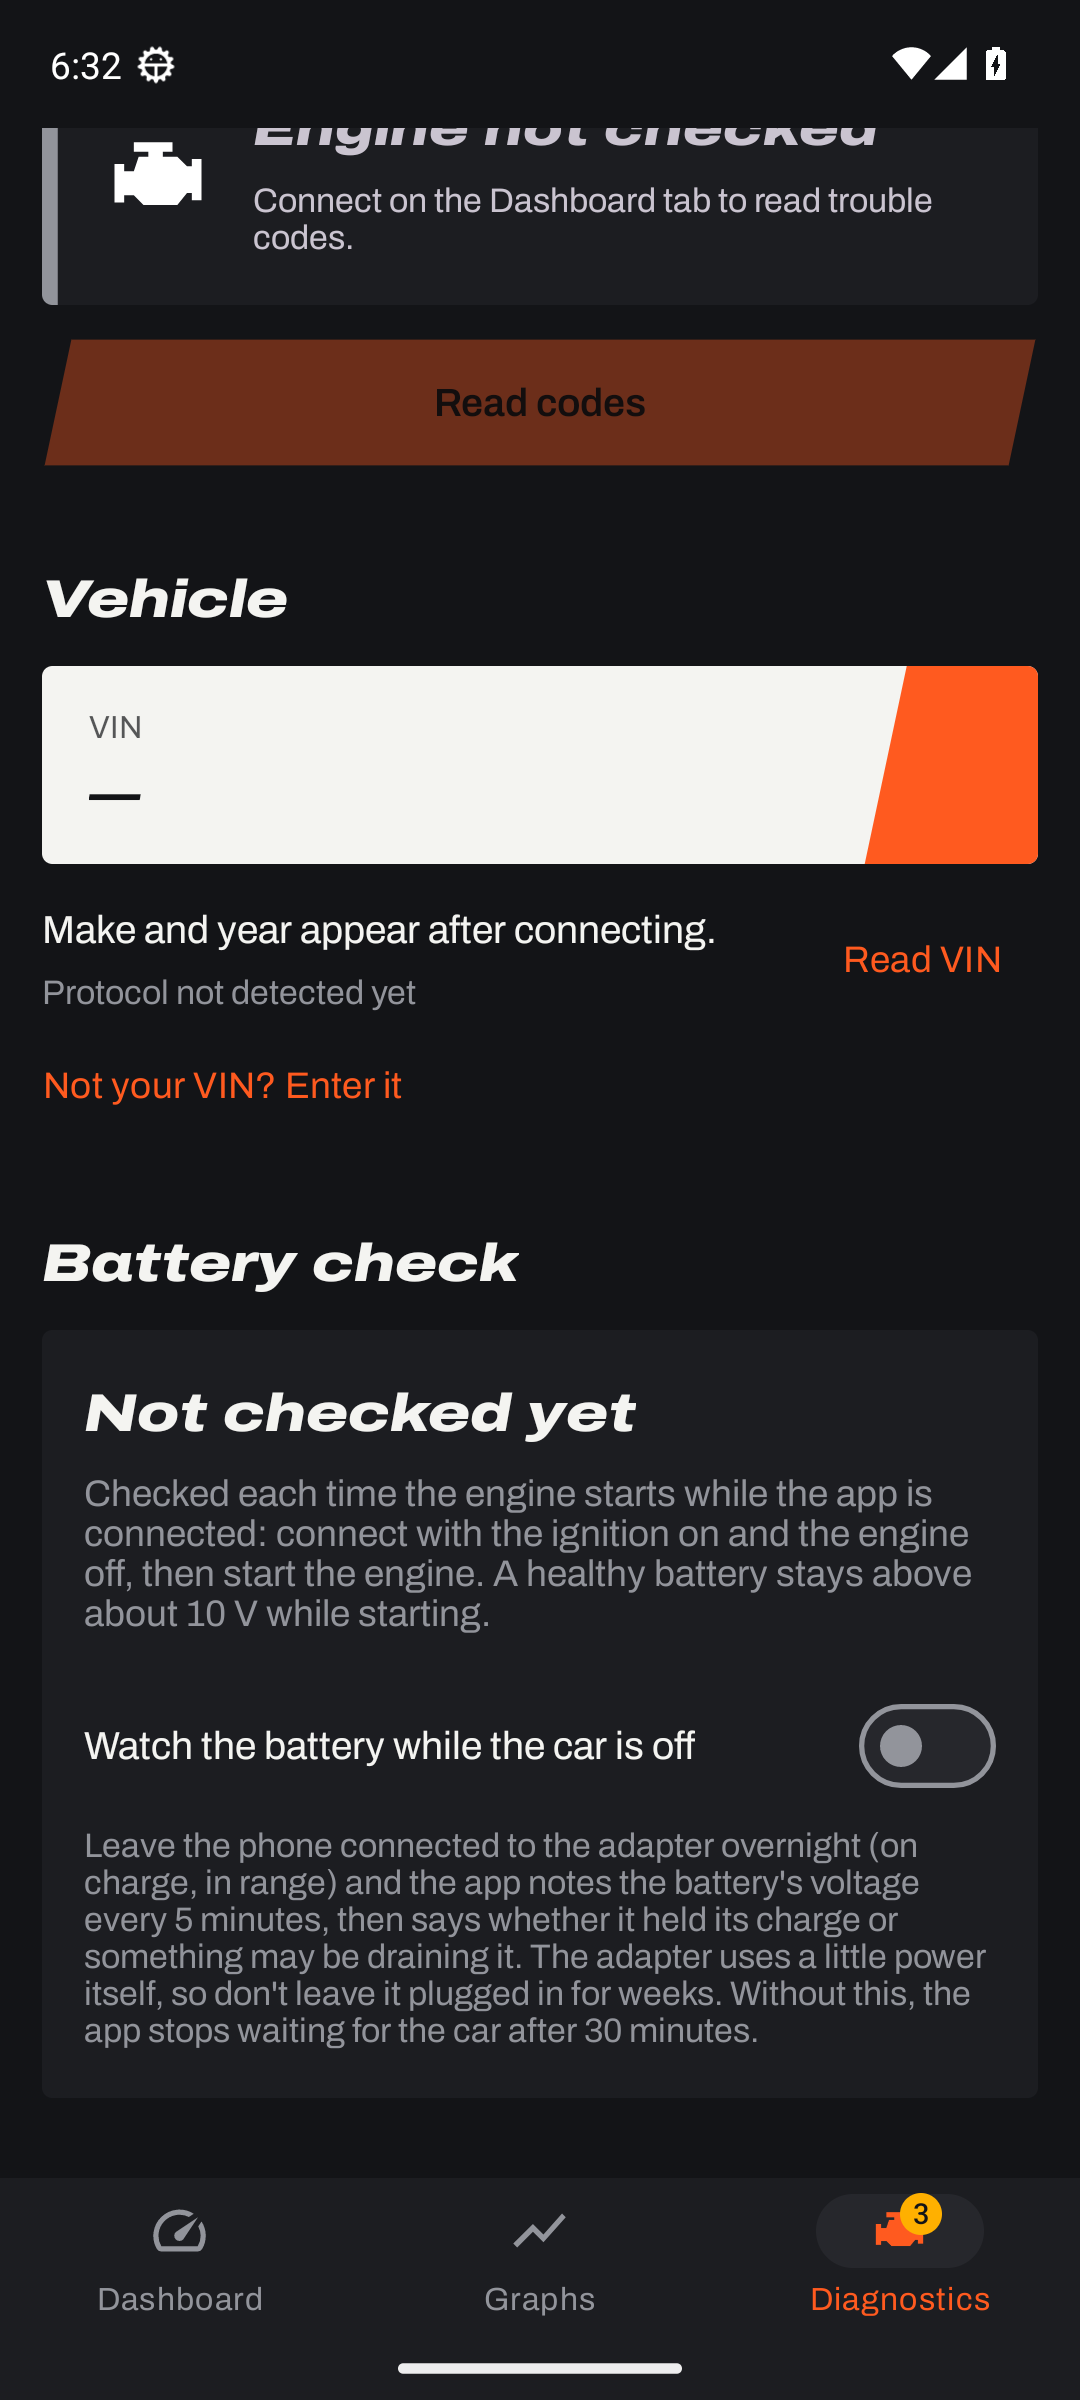 6:32
Engine not checked
Connect on the Dashboard tab to read trouble
codes.
Read codes
Vehicle
VIN
—
Make and year appear after connecting.
Read VIN
Protocol not detected yet
Not your VIN? Enter it
Battery check
Not checked yet
Checked each time the engine starts while the app is
connected: connect with the ignition on and the engine
off, then start the engine. A healthy battery stays above
about 10 V while starting.
Watch the battery while the car is off
Leave the phone connected to the adapter overnight (on
charge, in range) and the app notes the battery's voltage
every 5 minutes, then says whether it held its charge or
something may be draining it. The adapter uses a little power
itself, so don't leave it plugged in for weeks. Without this, the
app stops waiting for the car after 30 minutes.
3
Dashboard
Graphs
Diagnostics